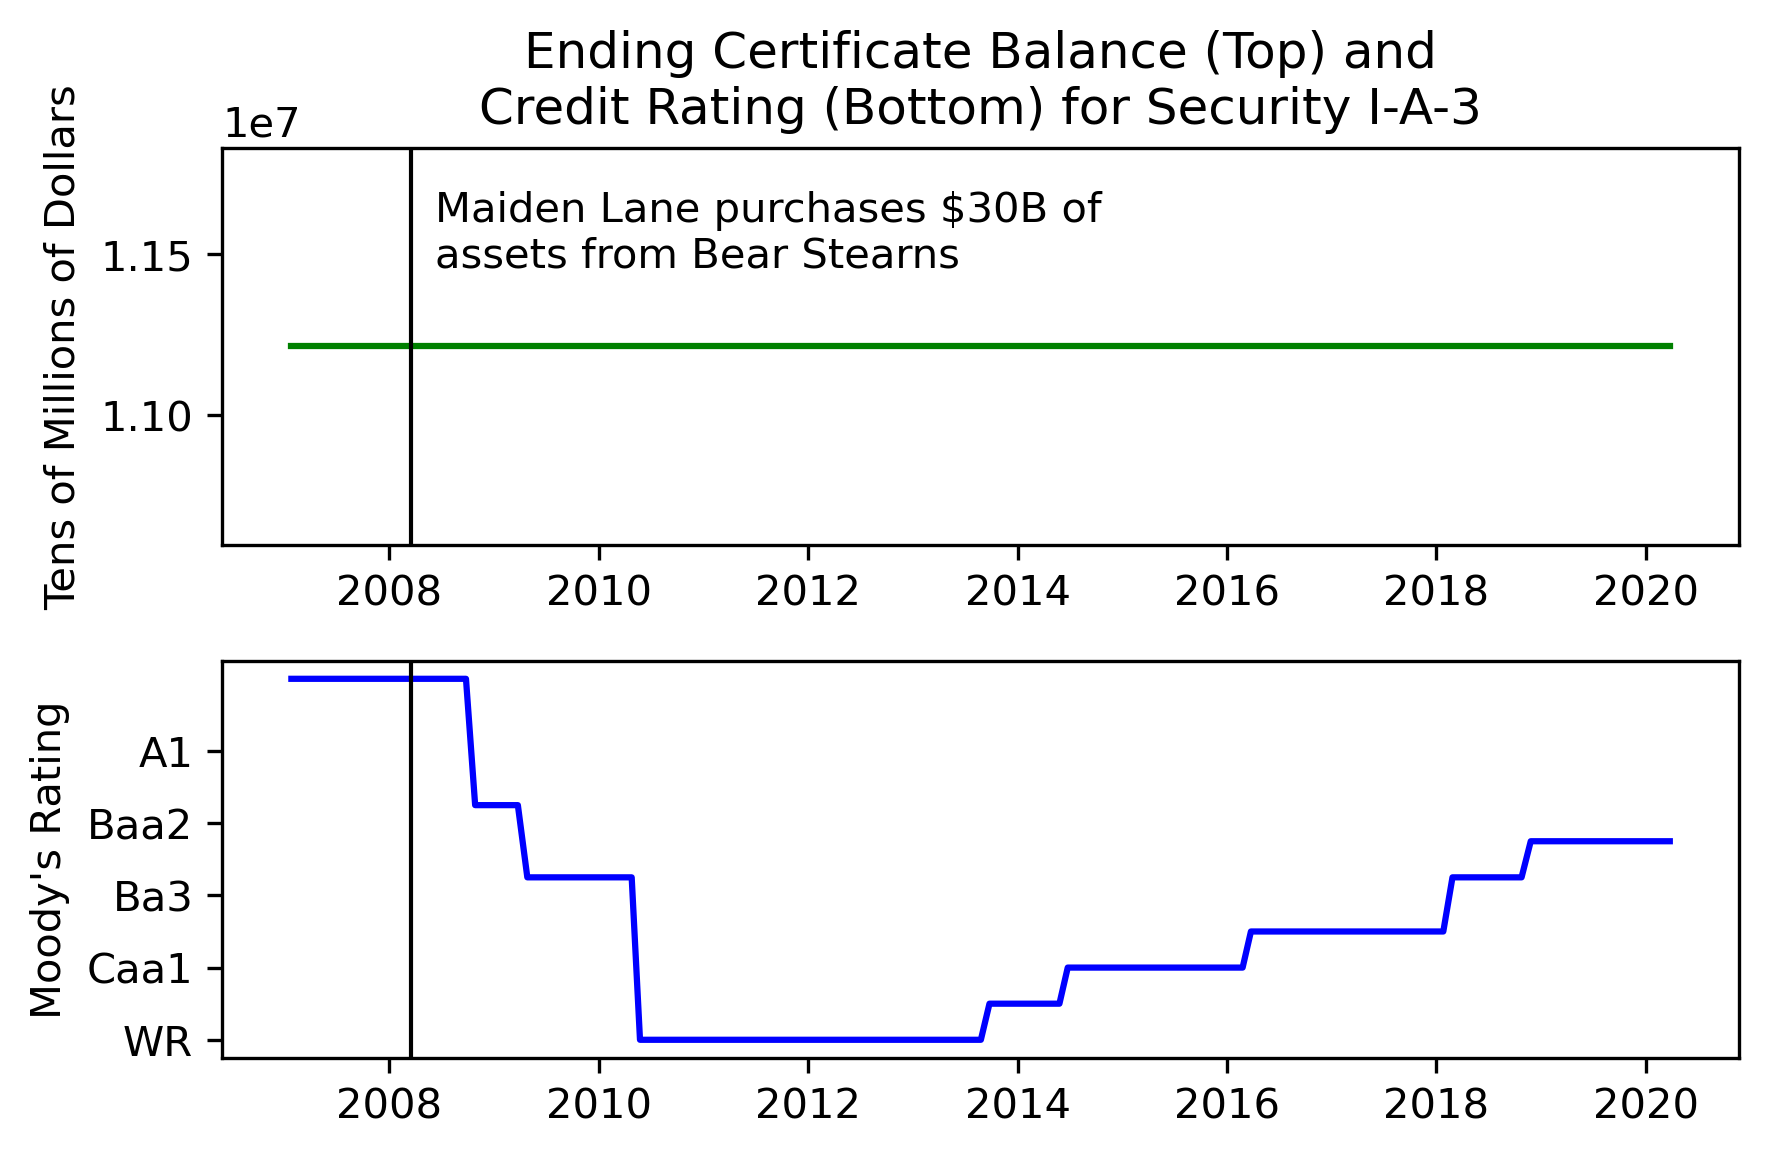 Ending Certificate Balance (Top) and
Credit Rating (Bottom) for Security I-A-3
1e7
Tens of Millions of Dollars
Maiden Lane purchases $30B of
assets from Bear Stearns
1.15
1.10
2008 2010 2012 2014 2016 2018 2020
Moody's Rating
A1
Baa2
Ba3
Caa1
WR
2008 2010 2012 2014 2016 2018 2020